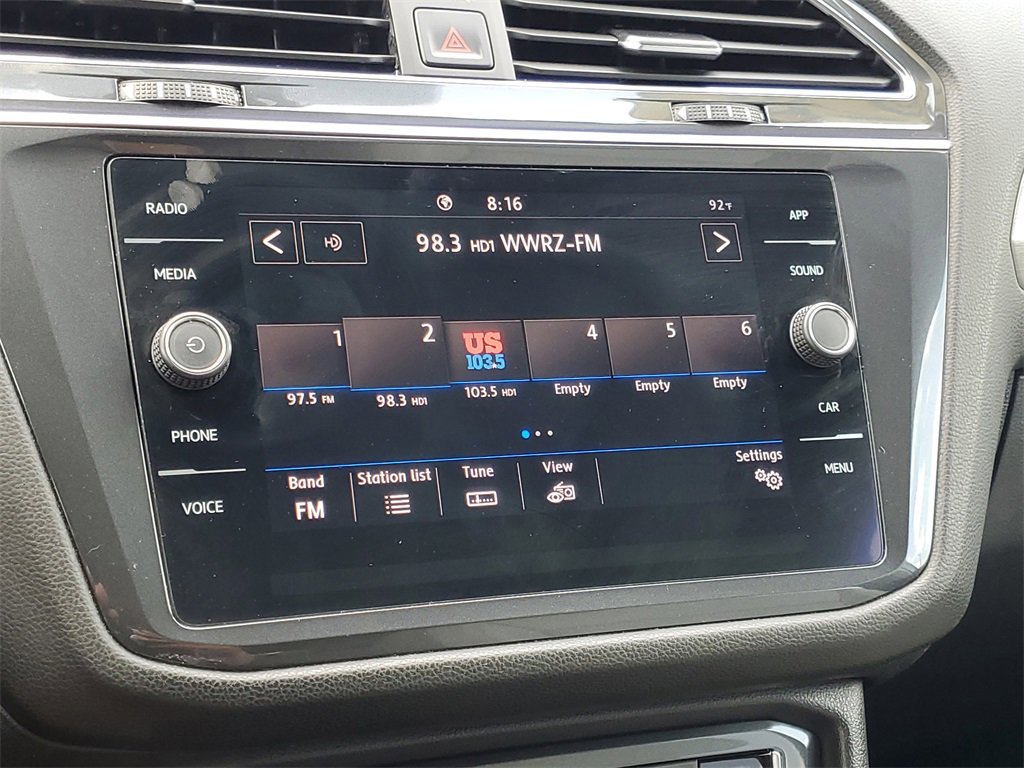 RADIO
MEDIA
PHONE
VOICE
8:16
92°F
HD
98.3 HD1 WWRZ-FM
1
2
US
103.5
4
5
6
97.5 FM
98.3 HD1
103.5 HD1
Empty
Empty
Empty
Band
FM
Station list
Tune
View
Settings
APP
SOUND
CAR
MENU